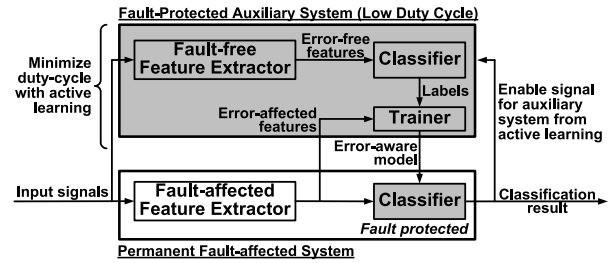 Fault-Protected Auxiliary System (Low Duty Cycle)
Minimize
duty-cycle
with active
learning
Fault-free
Feature Extractor
Error-free
features
Classifier
Labels
Trainer
Error-affected
features
Error-aware
model
Enable signal
for auxiliary
system from
active learning
Input signals
Fault-affected
Feature Extractor
Classifier
Fault protected
Classification
result
Permanent Fault-affected System